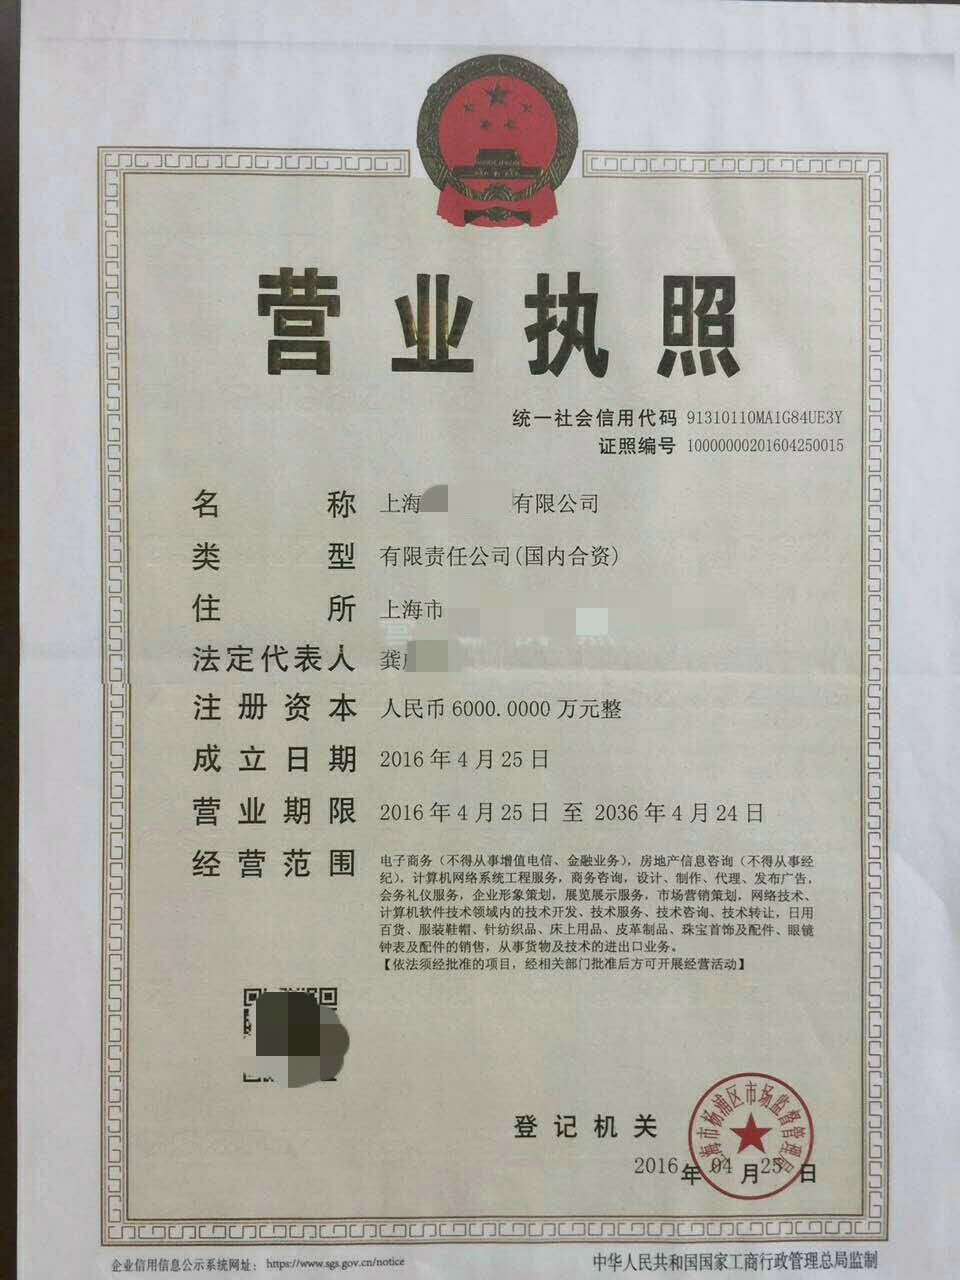 营业执照
统一社会信用代码 91310110MA1G84UE3Y
证照编号 10000000201604250015
名称 上海 有限公司
类型 有限责任公司(国内合资)
住所 上海市
法定代表人 龚
注册资本 人民币6000.0000万元整
成立日期 2016年4月25日
营业期限 2016年4月25日 至 2036年4月24日
经营范围 电子商务（不得从事增值电信、金融业务），房地产信息咨询（不得从事经
纪），计算机网络系统工程服务，商务咨询，设计、制作、代理、发布广告，
会务礼仪服务，企业形象策划，展览展示服务，市场营销策划，网络技术、
计算机软件技术领域内的技术开发、技术服务、技术咨询、技术转让，日用
百货、服装鞋帽、针纺织品、床上用品、皮革制品、珠宝首饰及配件、眼镜
钟表及配件的销售，从事货物及技术的进出口业务。
【依法须经批准的项目，经相关部门批准后方可开展经营活动】
登记机关
上海市杨浦区市场监督管理局
2016年04月25日
企业信用信息公示系统网址： https://www.sgs.gov.cn/notice
中华人民共和国国家工商行政管理总局监制